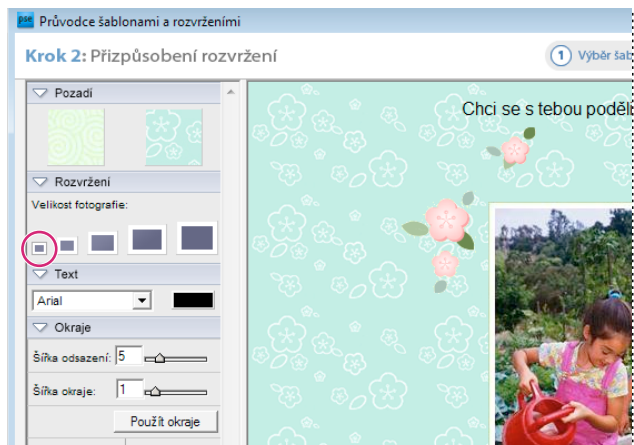 pse Průvodce šablonami a rozvrženími
Krok 2: Přizpůsobení rozvržení
1 Výběr šab
Pozadí
Chci se s tebou poděl
Rozvržení
Velikost fotografie:
Text
Arial
Okraje
Šířka odsazení: 5
Šířka okraje: 1
Použít okraje